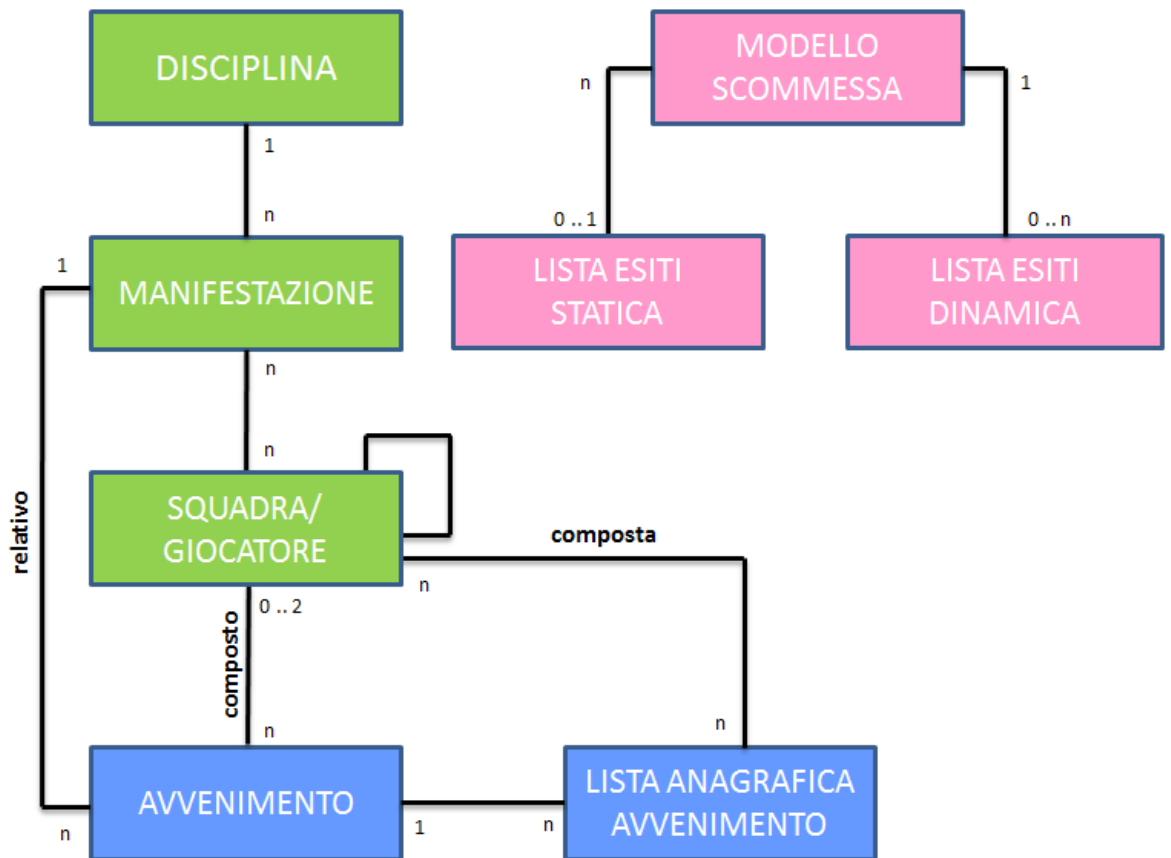 DISCIPLINA
1
n
MANIFESTAZIONE
1
n
n
SQUADRA/
GIOCATORE
relativo
composta
n
0 .. 2
composto
n
n
AVVENIMENTO
n
1
n
LISTA ANAGRAFICA
AVVENIMENTO
MODELLO
SCOMMESSA
n
1
0 .. 1
0 .. n
LISTA ESITI
STATICA
LISTA ESITI
DINAMICA